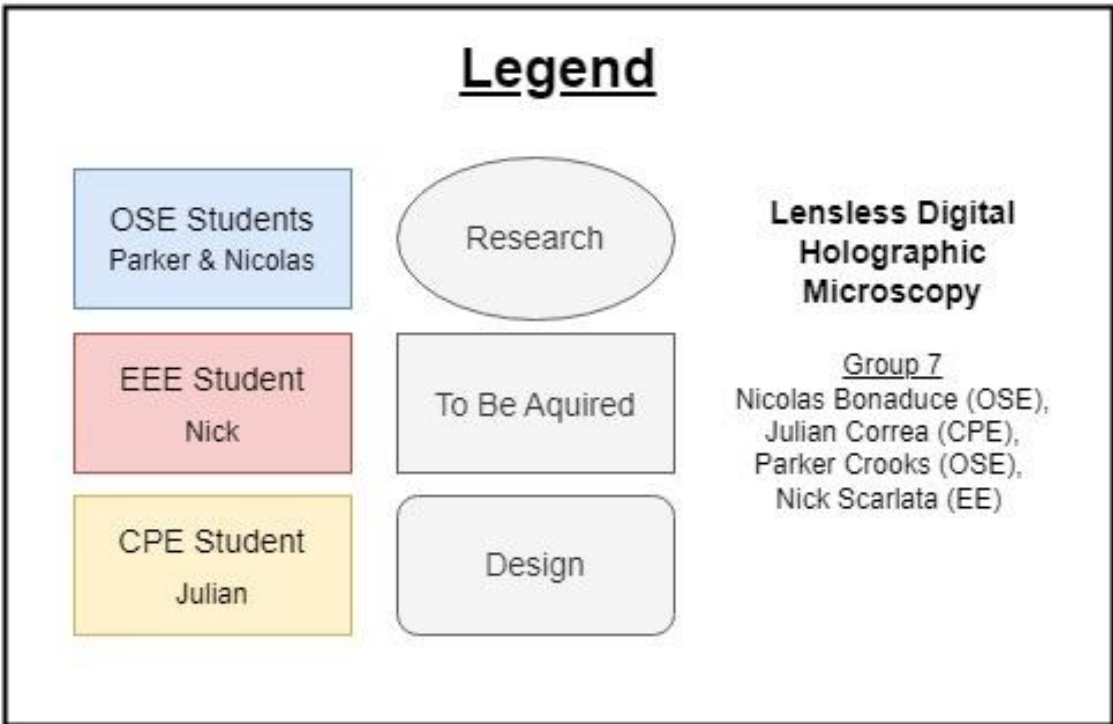 Legend
OSE Students
Parker & Nicolas
Research
EEE Student
Nick
To Be Aquired
CPE Student
Julian
Design
Lensless Digital
Holographic
Microscopy
Group 7
Nicolas Bonaduce (OSE),
Julian Correa (CPE),
Parker Crooks (OSE),
Nick Scarlata (EE)